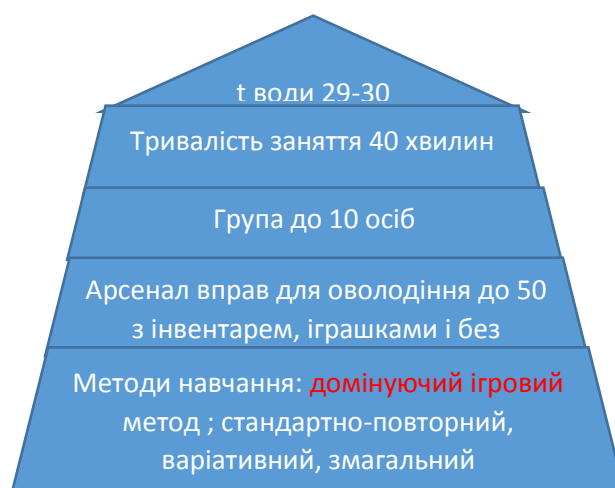 t води 29-30
Тривалість заняття 40 хвилин
Група до 10 осіб
Арсенал вправ для оволодіння до 50
з інвентарем, іграшками і без
Методи навчання: домінуючий ігровий
метод ; стандартно-повторний,
варіативний, змагальний